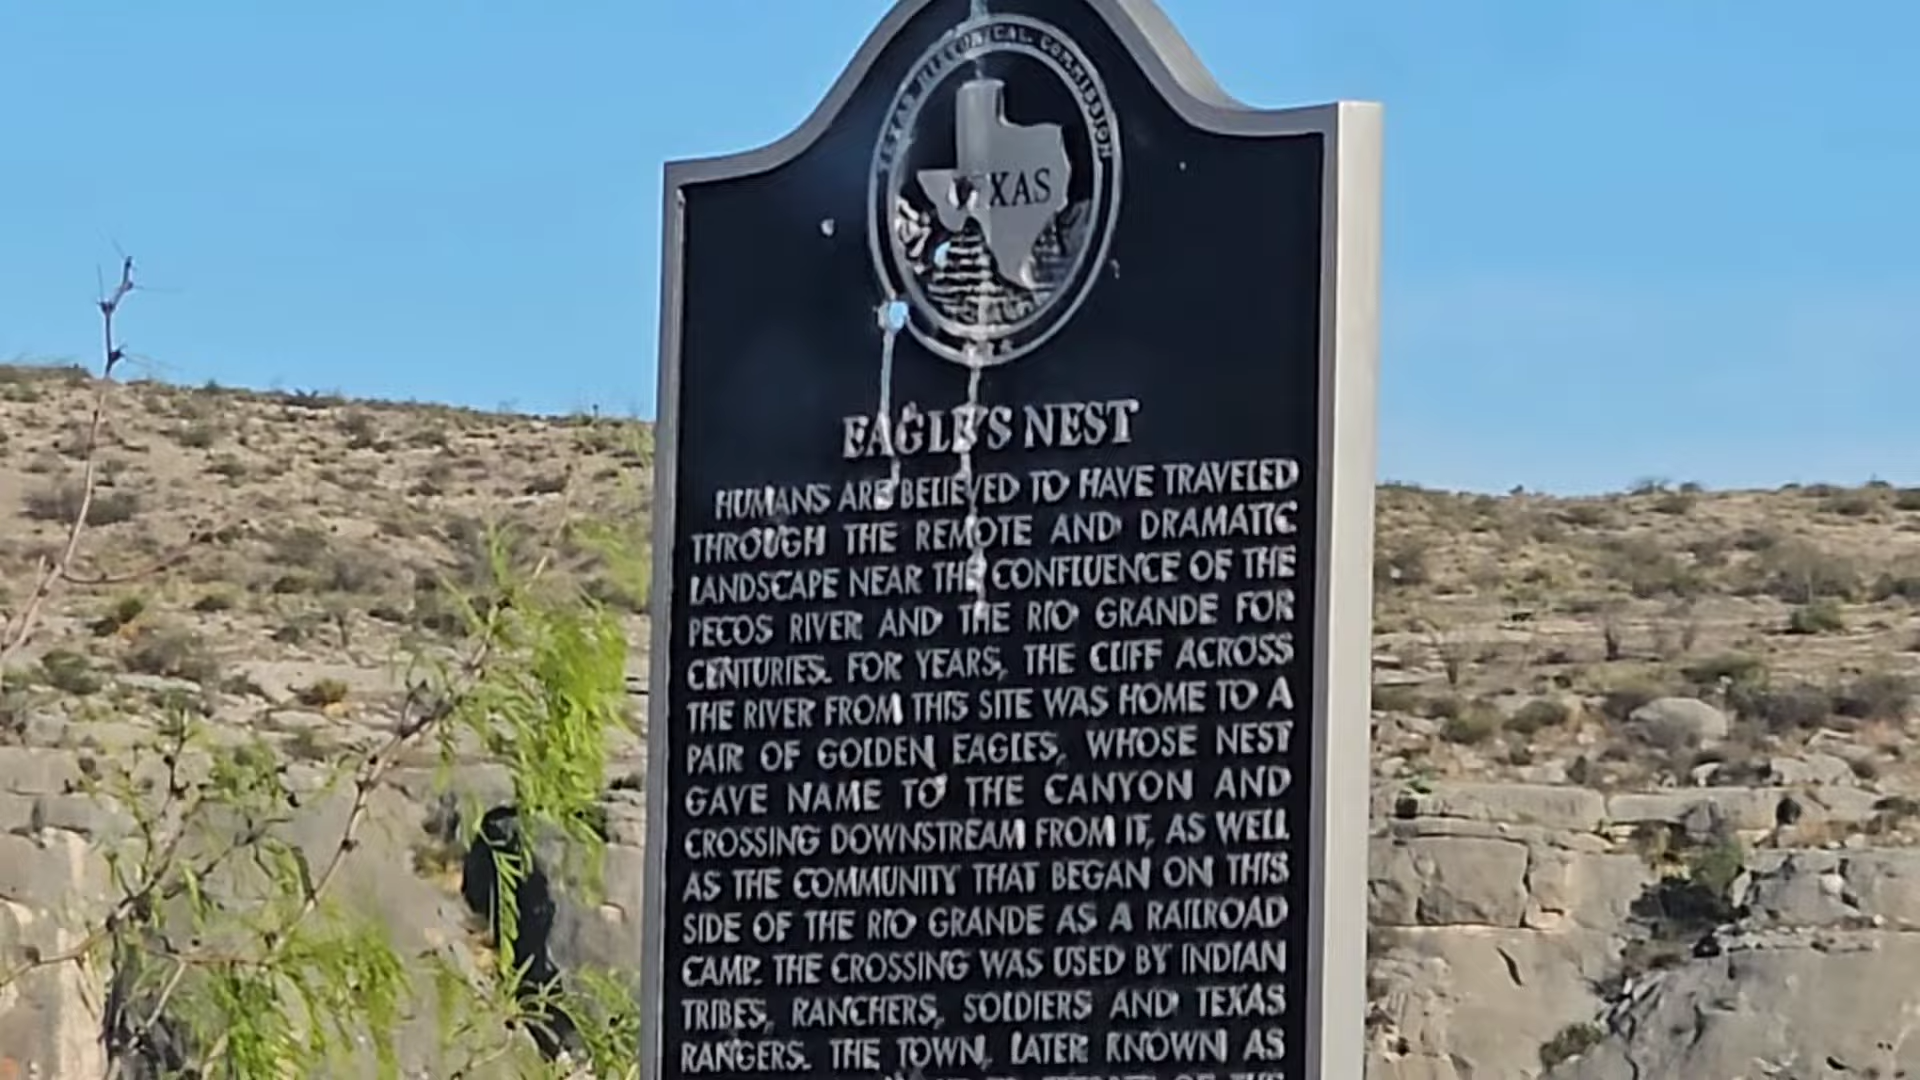 TEXAS HISTORICAL COMMISSION
TEXAS
EAGLE'S NEST
HUMANS ARE BELIEVED TO HAVE TRAVELED
THROUGH THE REMOTE AND DRAMATIC
LANDSCAPE NEAR THE CONFLUENCE OF THE
PECOS RIVER AND THE RIO GRANDE FOR
CENTURIES. FOR YEARS, THE CLIFF ACROSS
THE RIVER FROM THIS SITE WAS HOME TO A
PAIR OF GOLDEN EAGLES, WHOSE NEST
GAVE NAME TO THE CANYON AND
CROSSING DOWNSTREAM FROM IT, AS WELL
AS THE COMMUNITY THAT BEGAN ON THIS
SIDE OF THE RIO GRANDE AS A RAILROAD
CAMP. THE CROSSING WAS USED BY INDIAN
TRIBES, RANCHERS, SOLDIERS AND TEXAS
RANGERS. THE TOWN, LATER KNOWN AS
OF THE